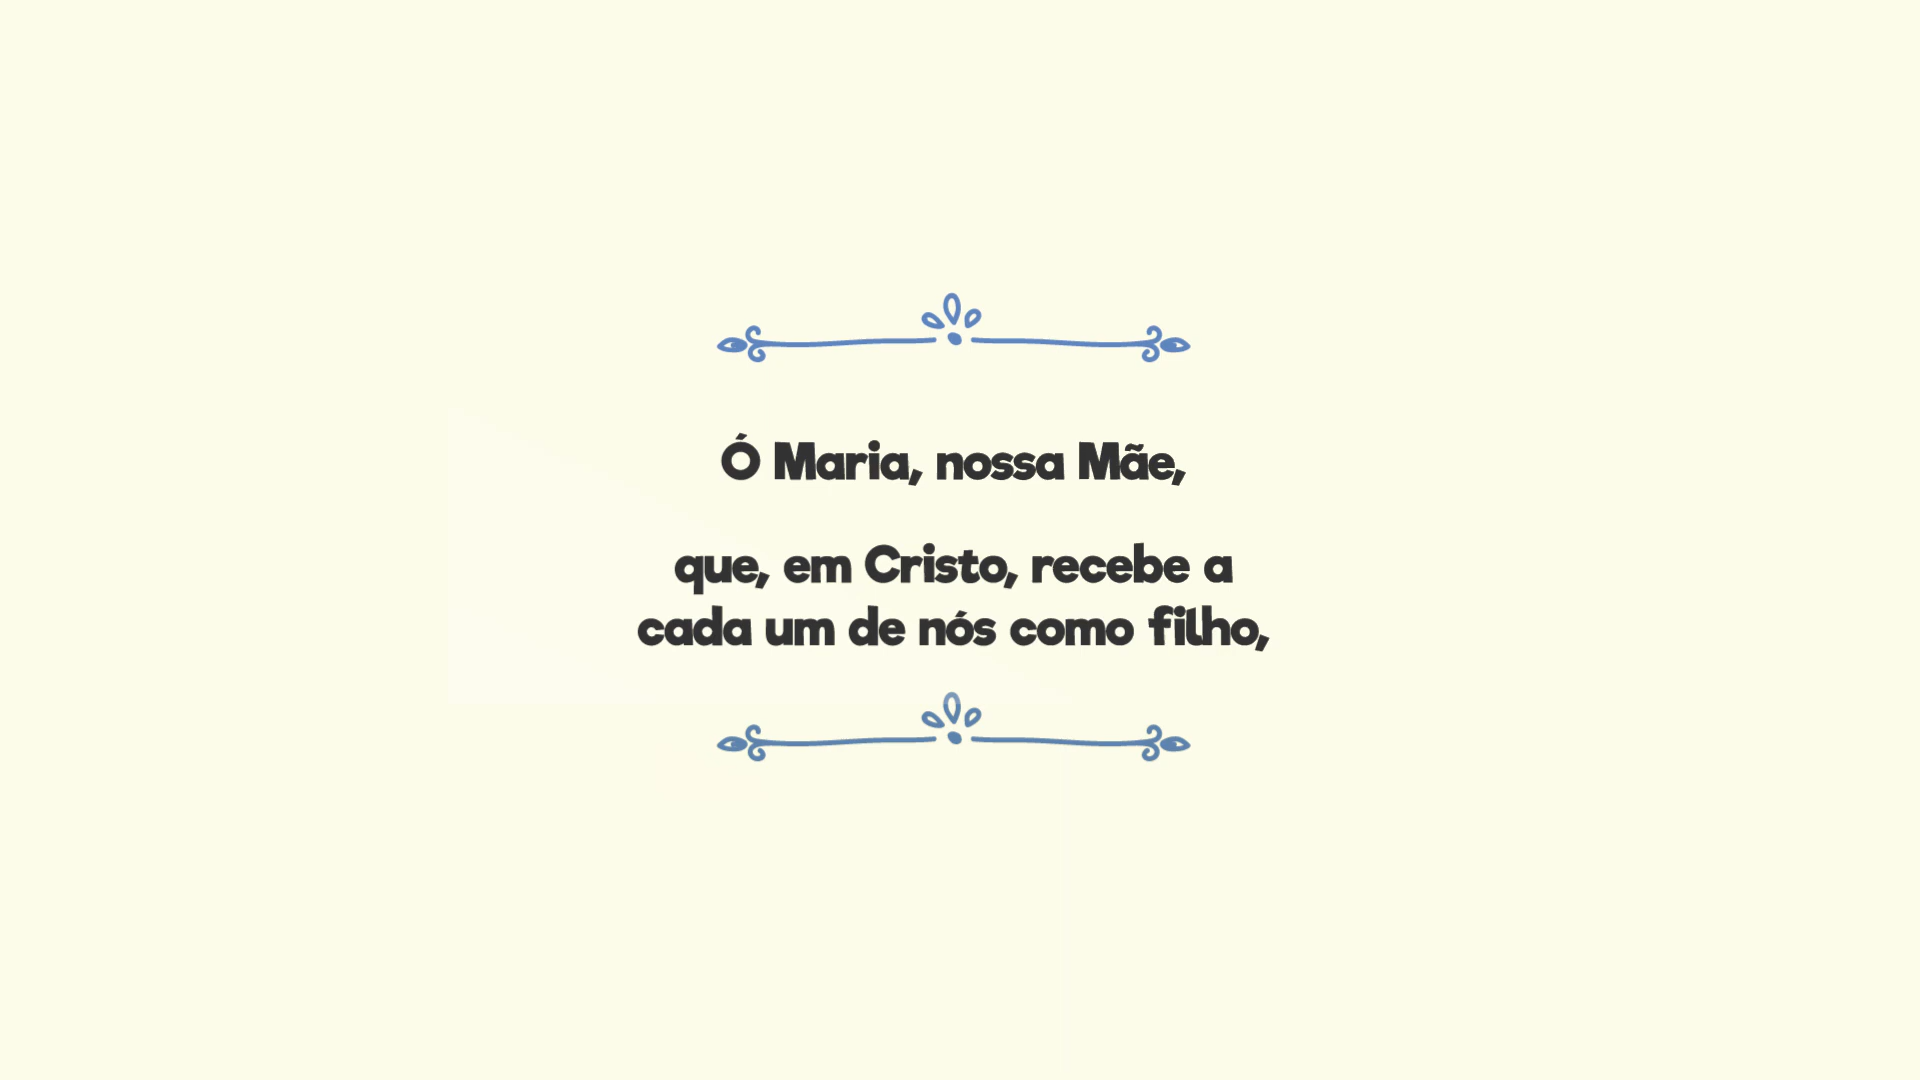 Ó Maria, nossa Mãe,
que, em Cristo, recebe a
cada um de nós como filho,